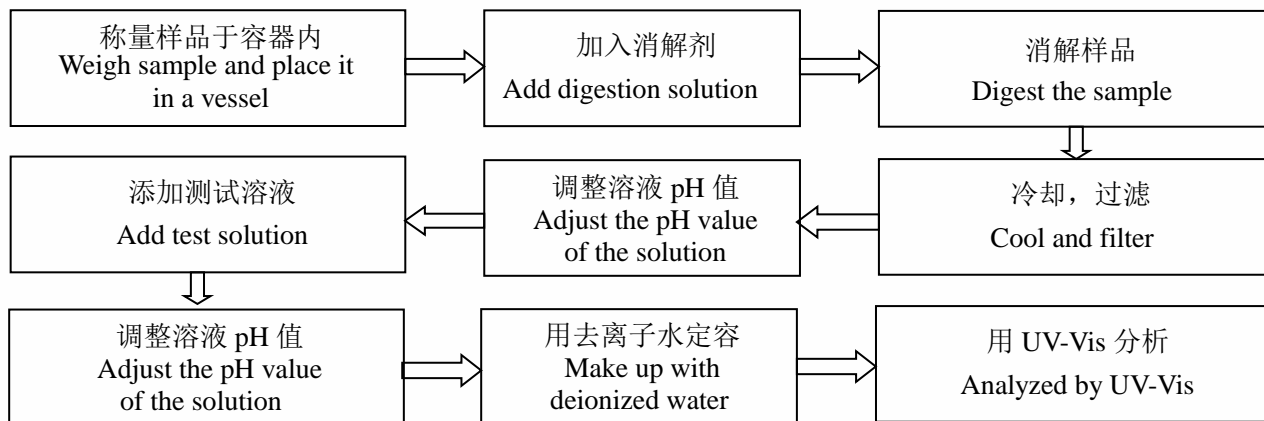 称量样品于容器内
Weigh sample and place it
in a vessel
加入消解剂
Add digestion solution
消解样品
Digest the sample
冷却，过滤
Cool and filter
调整溶液 pH 值
Adjust the pH value
of the solution
添加测试溶液
Add test solution
调整溶液 pH 值
Adjust the pH value
of the solution
用去离子水定容
Make up with
deionized water
用 UV-Vis 分析
Analyzed by UV-Vis